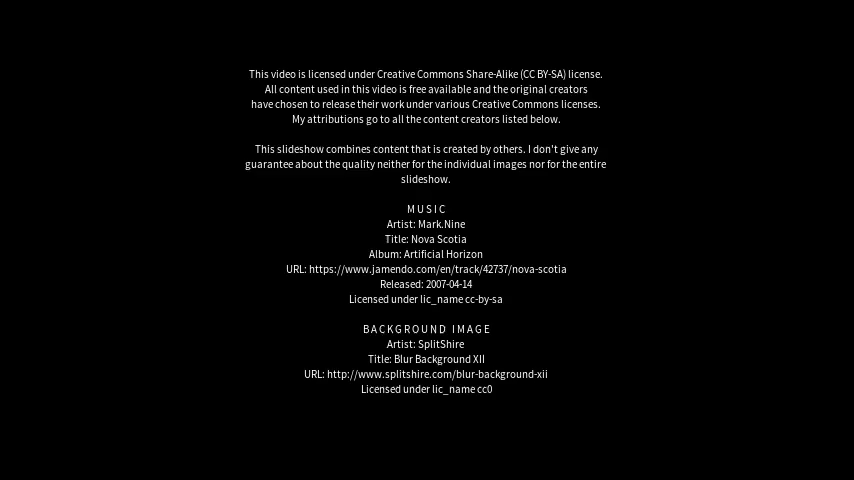 This video is licensed under Creative Commons Share-Alike (CC BY-SA) license.
All content used in this video is free available and the original creators
have chosen to release their work under various Creative Commons licenses.
My attributions go to all the content creators listed below.
This slideshow combines content that is created by others. I don't give any
guarantee about the quality neither for the individual images nor for the entire
slideshow.
MUSIC
Artist: Mark.Nine
Title: Nova Scotia
Album: Artificial Horizon
URL: https://www.jamendo.com/en/track/42737/nova-scotia
Released: 2007-04-14
Licensed under lic_name cc-by-sa
BACKGROUND IMAGE
Artist: SplitShire
Title: Blur Background XII
URL: http://www.splitshire.com/blur-background-xii
Licensed under lic_name cc0